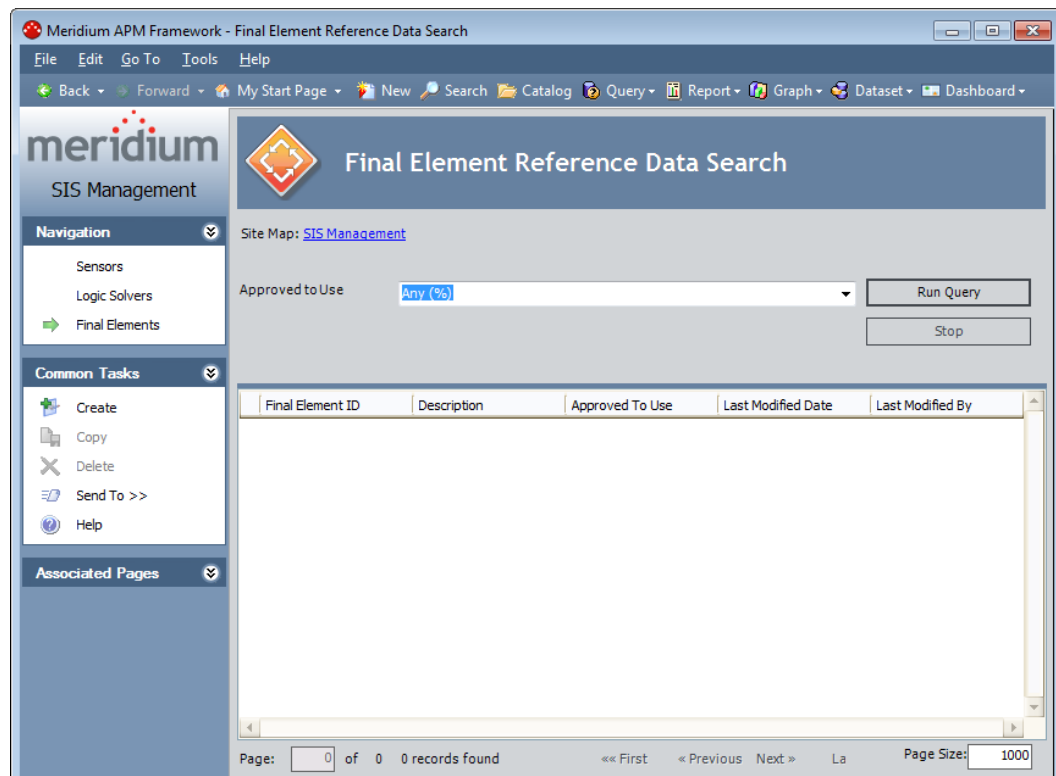 Meridium APM Framework - Final Element Reference Data Search
File Edit Go To Tools Help
Back Forward My Start Page New Search Catalog Query Report Graph Dataset Dashboard
meridium
SIS Management
Final Element Reference Data Search
Navigation
Sensors
Logic Solvers
Final Elements
Site Map: SIS Management
Approved to Use Any (%) Run Query
Stop
Common Tasks
Create
Copy
Delete
Send To >>
Help
Associated Pages
Final Element ID Description Approved To Use Last Modified Date Last Modified By
Page: 0 of 0 0 records found «« First « Previous Next » La Page Size: 1000